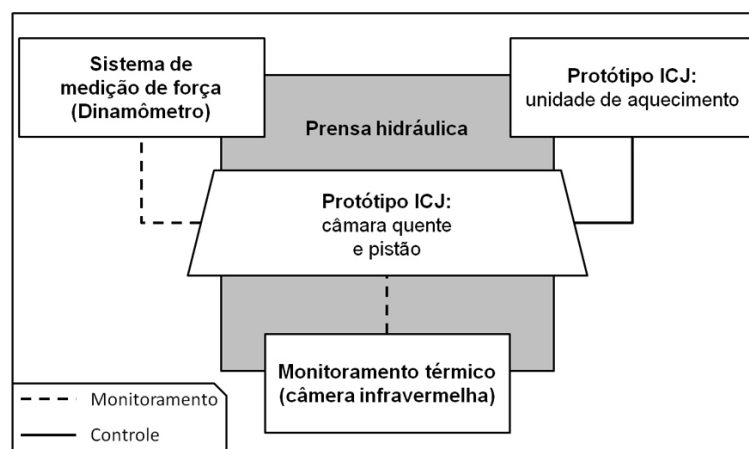 Sistema de
medição de força
(Dinamômetro)
Protótipo ICJ:
unidade de aquecimento
Prensa hidráulica
Protótipo ICJ:
câmara quente
e pistão
Monitoramento térmico
(câmera infravermelha)
Monitoramento
Controle